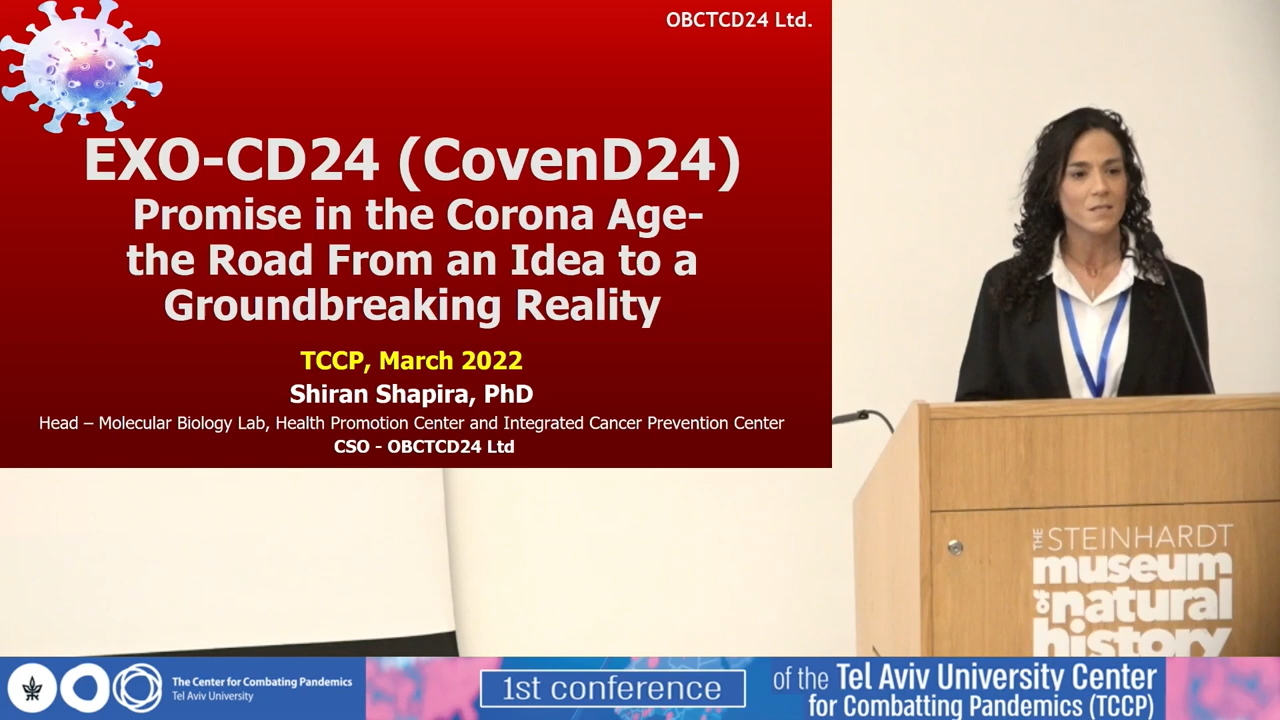 OBCTCD24 Ltd.
EXO-CD24 (CovenD24)
Promise in the Corona Age-
the Road From an Idea to a
Groundbreaking Reality
TCCP, March 2022
Shiran Shapira, PhD
Head – Molecular Biology Lab, Health Promotion Center and Integrated Cancer Prevention Center
CSO - OBCTCD24 Ltd
THE STEINHARDT
museum
of natural
history
The Center for Combating Pandemics
Tel Aviv University
1st conference
of the Tel Aviv University Center
for Combatting Pandemics (TCCP)